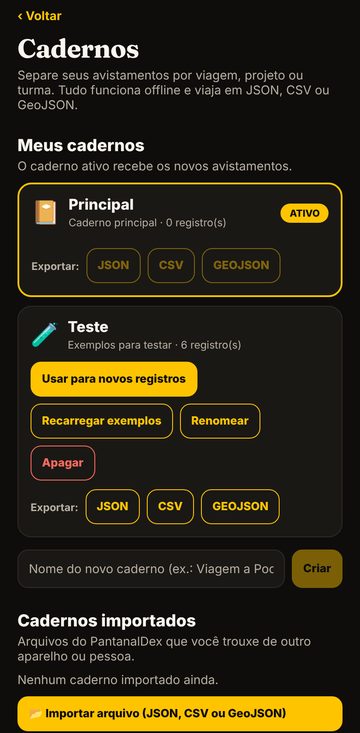 ‹ Voltar
Cadernos
Separe seus avistamentos por viagem, projeto ou
turma. Tudo funciona offline e viaja em JSON, CSV ou
GeoJSON.
Meus cadernos
O caderno ativo recebe os novos avistamentos.
Principal
Caderno principal · 0 registro(s)
ATIVO
Exportar: JSON CSV GEOJSON
Teste
Exemplos para testar · 6 registro(s)
Usar para novos registros
Recarregar exemplos Renomear
Apagar
Exportar: JSON CSV GEOJSON
Nome do novo caderno (ex.: Viagem a Poc Criar
Cadernos importados
Arquivos do PantanalDex que você trouxe de outro
aparelho ou pessoa.
Nenhum caderno importado ainda.
Importar arquivo (JSON, CSV ou GeoJSON)